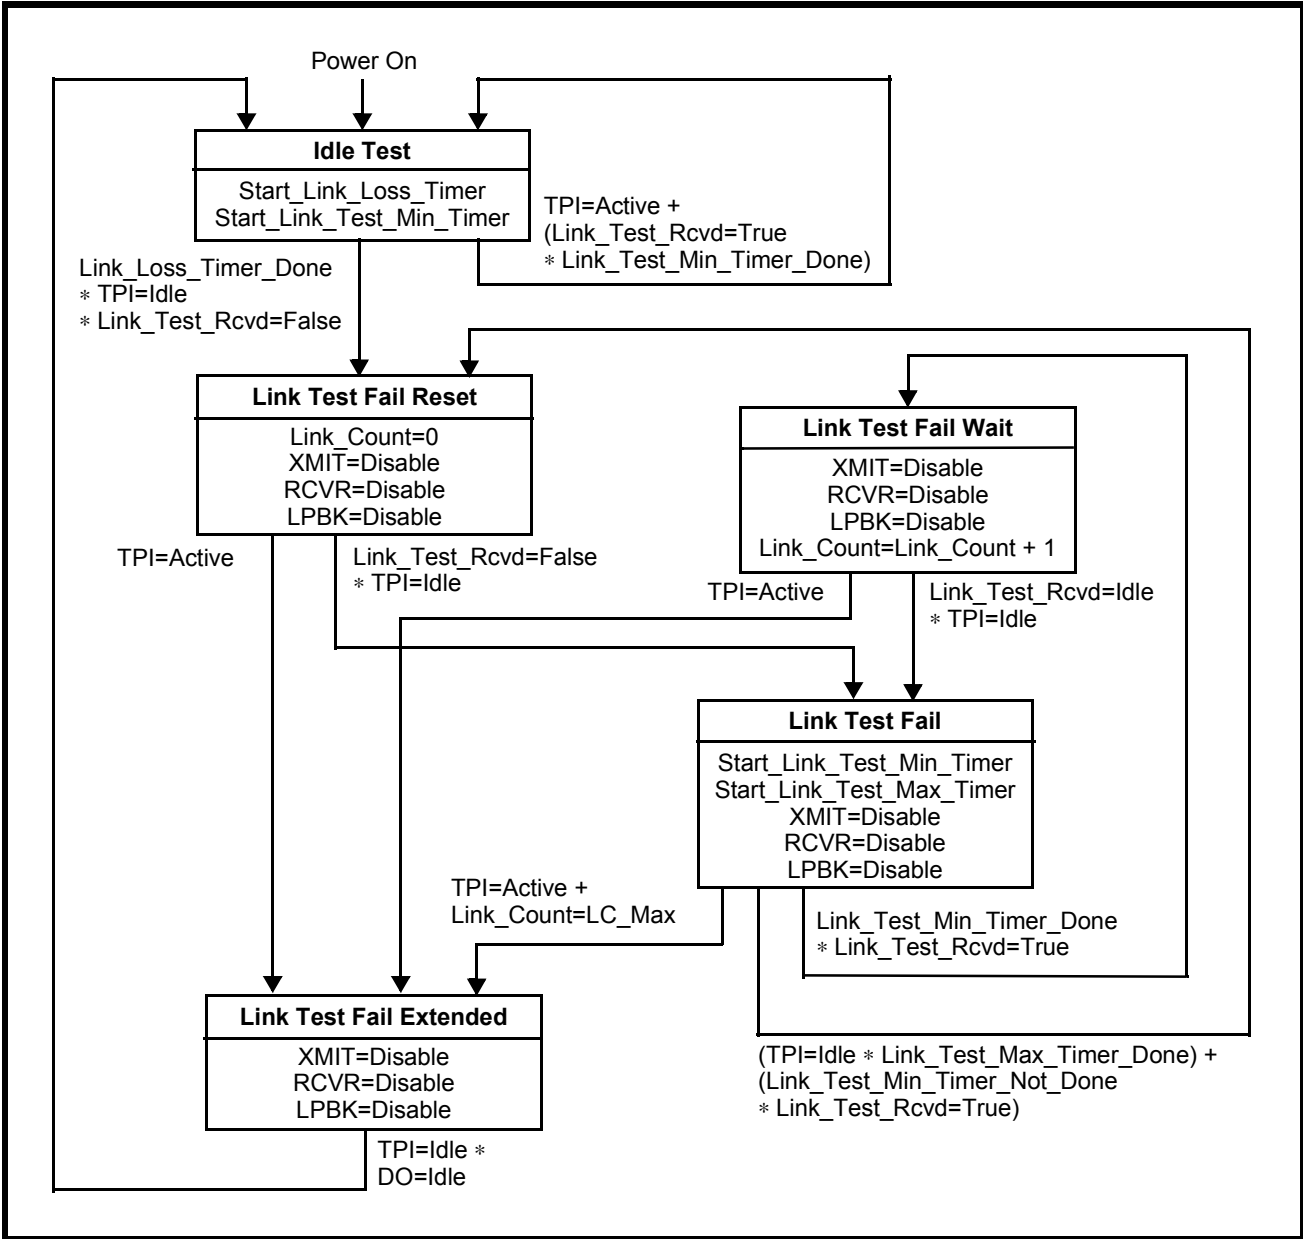 Power On
Idle Test
Start_Link_Loss_Timer
Start_Link_Test_Min_Timer
TPI=Active +
(Link_Test_Rcvd=True
* Link_Test_Min_Timer_Done)
Link_Loss_Timer_Done
* TPI=Idle
* Link_Test_Rcvd=False
Link Test Fail Reset
Link_Count=0
XMIT=Disable
RCVR=Disable
LPBK=Disable
Link Test Fail Wait
XMIT=Disable
RCVR=Disable
LPBK=Disable
Link_Count=Link_Count + 1
TPI=Active
Link_Test_Rcvd=False
* TPI=Idle
TPI=Active
Link_Test_Rcvd=Idle
* TPI=Idle
Link Test Fail
Start_Link_Test_Min_Timer
Start_Link_Test_Max_Timer
XMIT=Disable
RCVR=Disable
LPBK=Disable
TPI=Active +
Link_Count=LC_Max
Link_Test_Min_Timer_Done
* Link_Test_Rcvd=True
Link Test Fail Extended
XMIT=Disable
RCVR=Disable
LPBK=Disable
(TPI=Idle * Link_Test_Max_Timer_Done) +
(Link_Test_Min_Timer_Not_Done
* Link_Test_Rcvd=True)
TPI=Idle *
DO=Idle